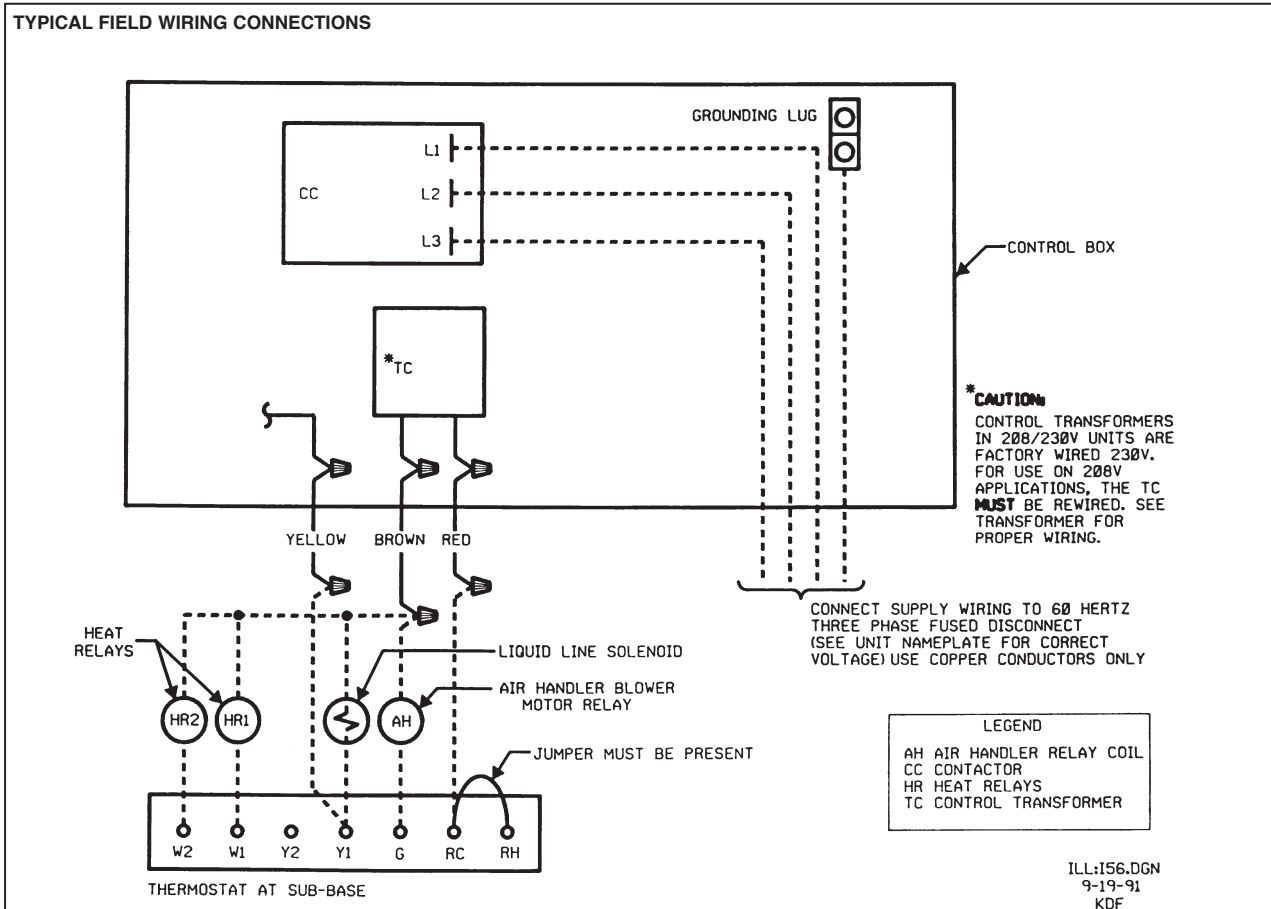 TYPICAL FIELD WIRING CONNECTIONS
GROUNDING LUG
L1
CC
L2
L3
CONTROL BOX
*TC
*CAUTION:
CONTROL TRANSFORMERS
IN 208/230V UNITS ARE
FACTORY WIRED 230V.
FOR USE ON 208V
APPLICATIONS, THE TC
MUST BE REWIRED. SEE
TRANSFORMER FOR
PROPER WIRING.
YELLOW BROWN RED
CONNECT SUPPLY WIRING TO 60 HERTZ
THREE PHASE FUSED DISCONNECT
(SEE UNIT NAMEPLATE FOR CORRECT
VOLTAGE) USE COPPER CONDUCTORS ONLY
HEAT
RELAYS
LIQUID LINE SOLENOID
AIR HANDLER BLOWER
MOTOR RELAY
HR2 HR1 AH
JUMPER MUST BE PRESENT
LEGEND
AH AIR HANDLER RELAY COIL
CC CONTACTOR
HR HEAT RELAYS
TC CONTROL TRANSFORMER
W2 W1 Y2 Y1 G RC RH
THERMOSTAT AT SUB-BASE
ILL:I56.DGN
9-19-91
KDF